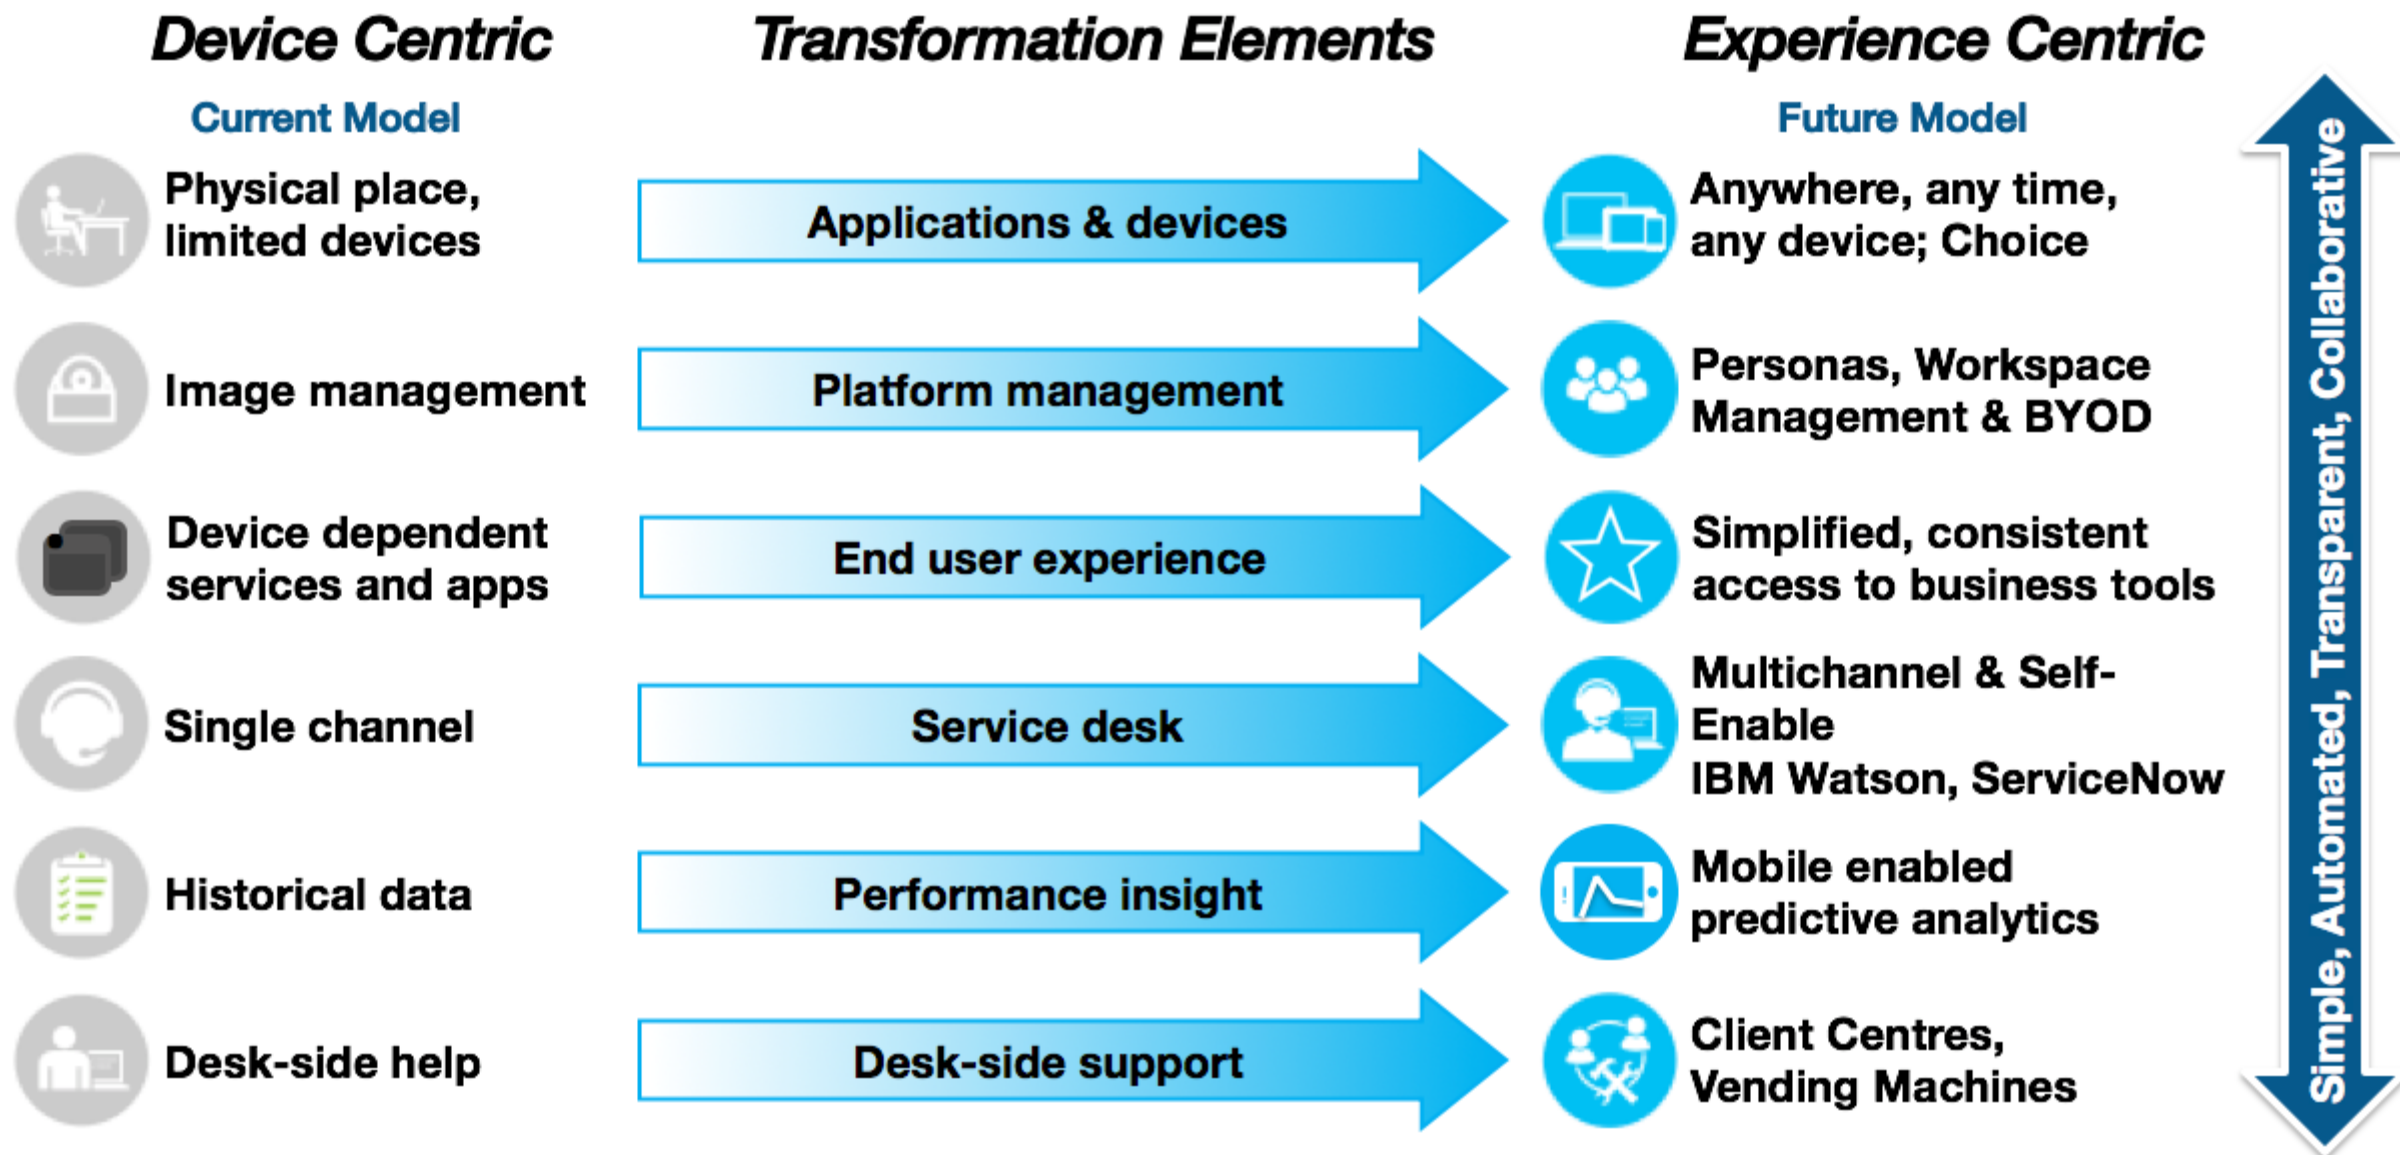 Device Centric
Transformation Elements
Experience Centric
Current Model
Future Model
Physical place,
limited devices
Applications & devices
Anywhere, any time,
any device; Choice
Image management
Platform management
Personas, Workspace
Management & BYOD
Device dependent
services and apps
End user experience
Simplified, consistent
access to business tools
Single channel
Service desk
Multichannel & Self-
Enable
IBM Watson, ServiceNow
Historical data
Performance insight
Mobile enabled
predictive analytics
Desk-side help
Desk-side support
Client Centres,
Vending Machines
Simple, Automated, Transparent, Collaborative